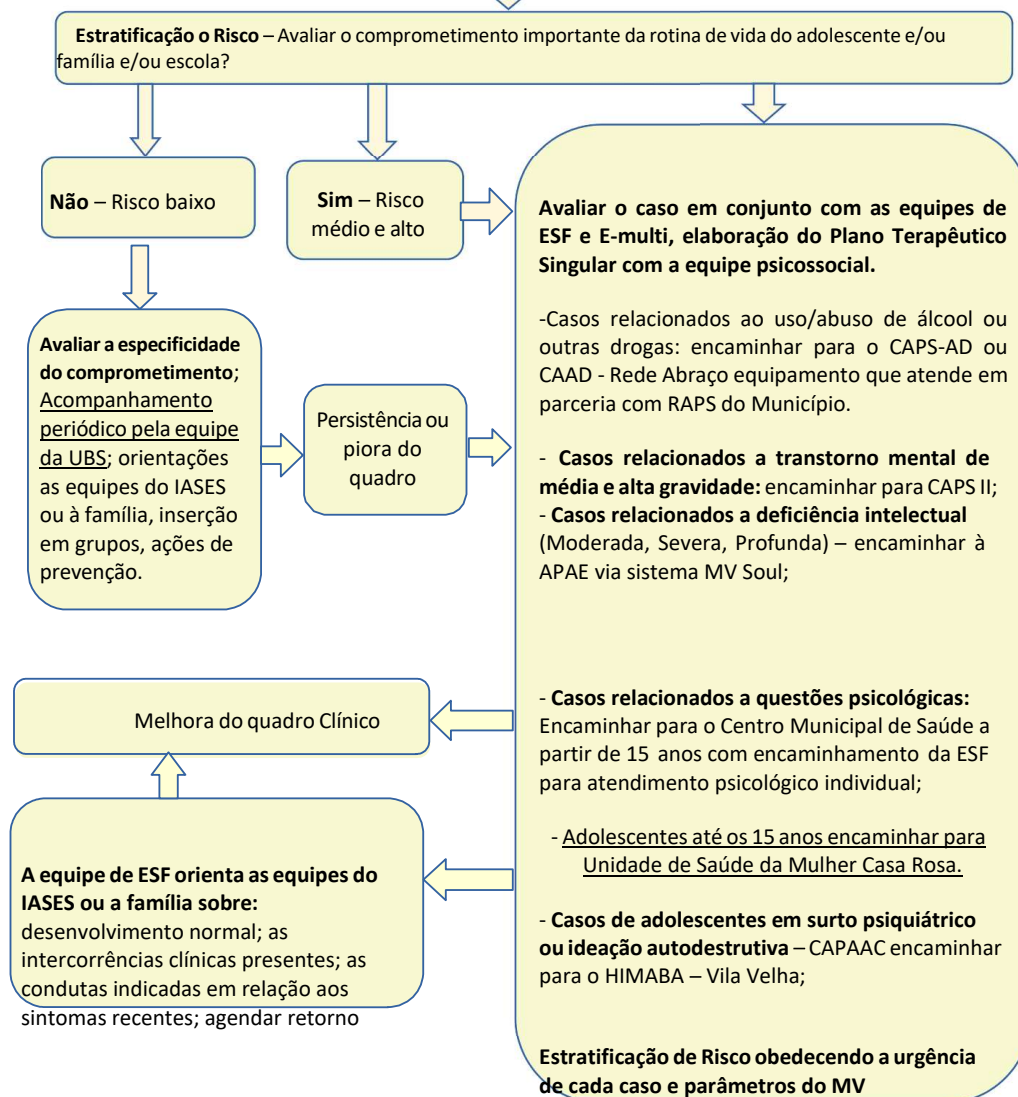 Estratificação o Risco – Avaliar o comprometimento importante da rotina de vida do adolescente e/ou
família e/ou escola?
Não – Risco baixo
Sim – Risco
médio e alto
Avaliar a especificidade
do comprometimento;
Acompanhamento
periódico pela equipe
da UBS; orientações
as equipes do IASES
ou à família, inserção
em grupos, ações de
prevenção.
Persistência ou
piora do
quadro
Avaliar o caso em conjunto com as equipes de
ESF e E-multi, elaboração do Plano Terapêutico
Singular com a equipe psicossocial.
-Casos relacionados ao uso/abuso de álcool ou
outras drogas: encaminhar para o CAPS-AD ou
CAAD - Rede Abraço equipamento que atende em
parceria com RAPS do Município.
- Casos relacionados a transtorno mental de
média e alta gravidade: encaminhar para CAPS II;
- Casos relacionados a deficiência intelectual
(Moderada, Severa, Profunda) – encaminhar à
APAE via sistema MV Soul;
- Casos relacionados a questões psicológicas:
Encaminhar para o Centro Municipal de Saúde a
partir de 15 anos com encaminhamento da ESF
para atendimento psicológico individual;
- Adolescentes até os 15 anos encaminhar para
Unidade de Saúde da Mulher Casa Rosa.
- Casos de adolescentes em surto psiquiátrico
ou ideação autodestrutiva – CAPAAC encaminhar
para o HIMABA – Vila Velha;
Estratificação de Risco obedecendo a urgência
de cada caso e parâmetros do MV
Melhora do quadro Clínico
A equipe de ESF orienta as equipes do
IASES ou a família sobre:
desenvolvimento normal; as
intercorrências clínicas presentes; as
condutas indicadas em relação aos
sintomas recentes; agendar retorno